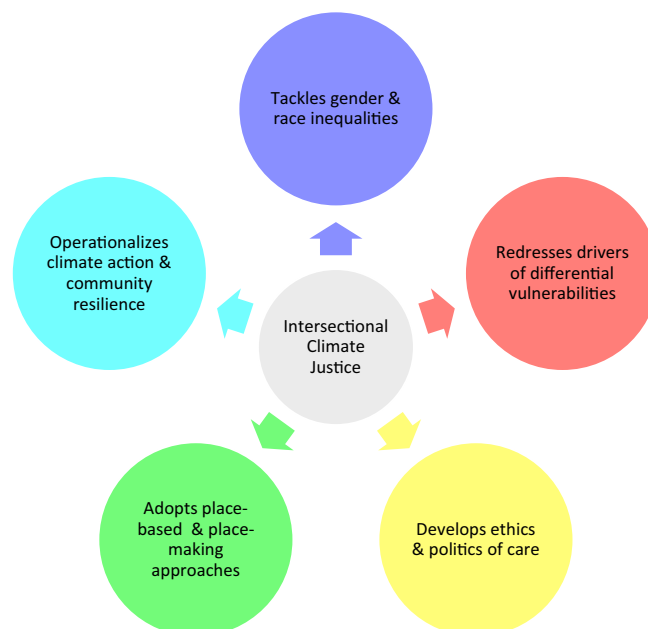 Tackles gender &
race inequalities
Redresses drivers
of differential
vulnerabilities
Develops ethics
& politics of care
Adopts place-
based & place-
making
approaches
Operationalizes
climate action &
community
resilience
Intersectional
Climate
Justice